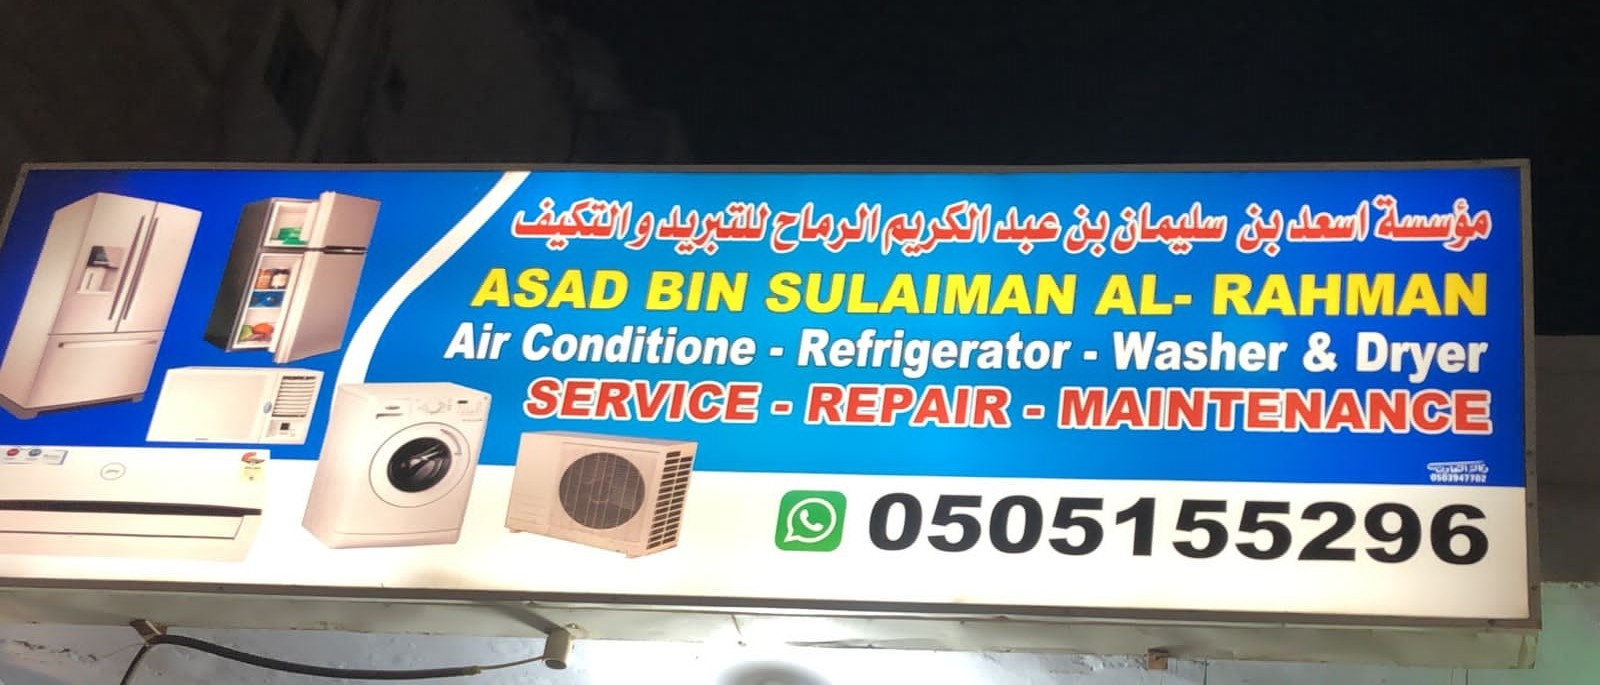 مؤسسة اسعد بن سليمان بن عبد الكريم الرماح للتبريد و التكيف
ASAD BIN SULAIMAN AL- RAHMAN
Air Conditione - Refrigerator - Washer & Dryer
SERVICE - REPAIR - MAINTENANCE
0503947702
0505155296